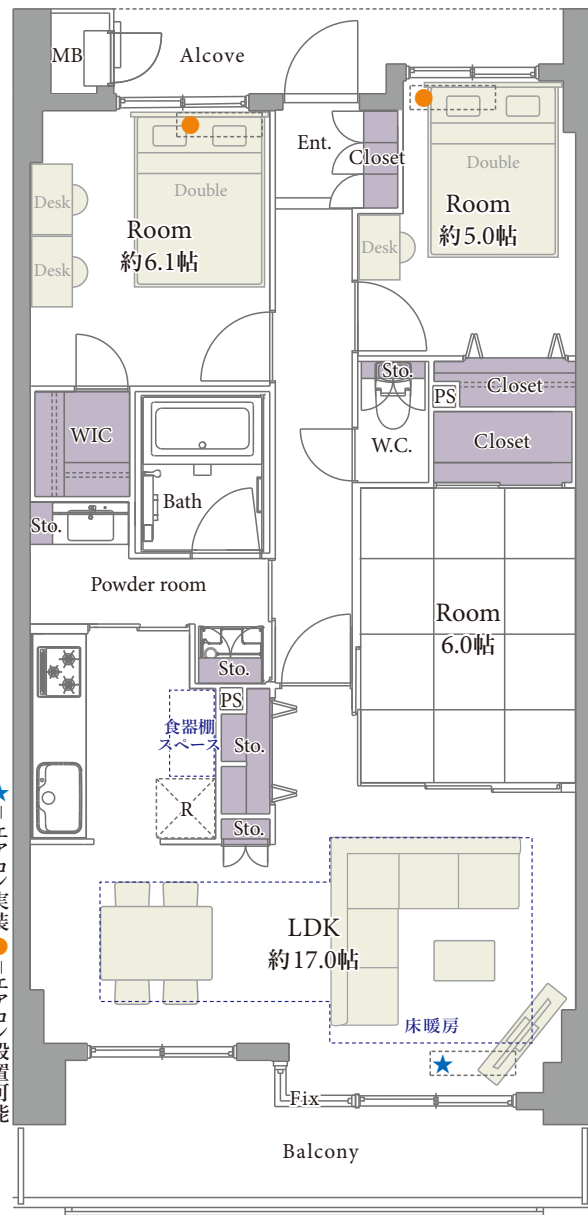 MB
Alcove
Ent.
Closet
Double
Double
Desk
Desk
Room
約6.1帖
Room
約5.0帖
Desk
Sto.
Closet
PS
WIC
W.C.
Closet
Bath
Sto.
Powder room
Room
6.0帖
Sto.
PS
食器棚
スペース
Sto.
R
Sto.
LDK
約17.0帖
床暖房
★
Fix
Balcony
★=エアコン実装 ●=エアコン設置可能